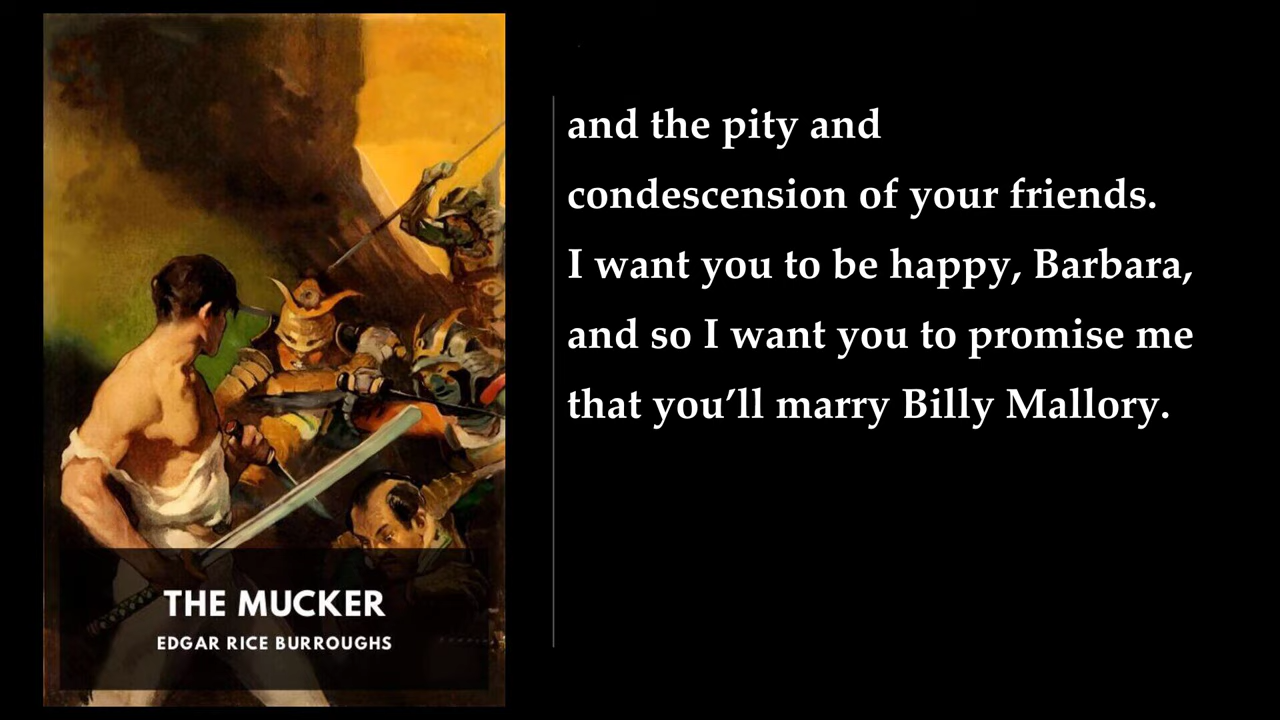 THE MUCKER
EDGAR RICE BURROUGHS
and the pity and
condescension of your friends.
I want you to be happy, Barbara,
and so I want you to promise me
that you’ll marry Billy Mallory.